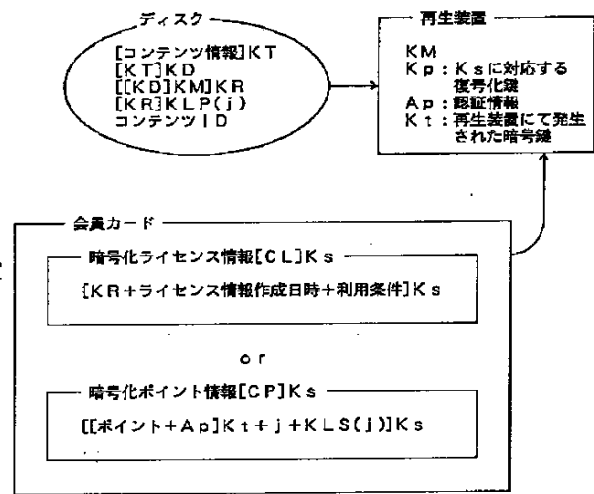 ディスク
[コンテンツ情報]KT
[KT]KD
[[KD]KM]KR
[KR]KLP(j)
コンテンツID
再生装置
KM
Kp:Ksに対応する
復号化鍵
Ap:認証情報
Kt:再生装置にて発生
された暗号鍵
会員カード
暗号化ライセンス情報[CL]Ks
[KR+ライセンス情報作成日時+利用条件]Ks
or
暗号化ポイント情報[CP]Ks
[[ポイント+Ap]Kt+j+KLS(j)]Ks